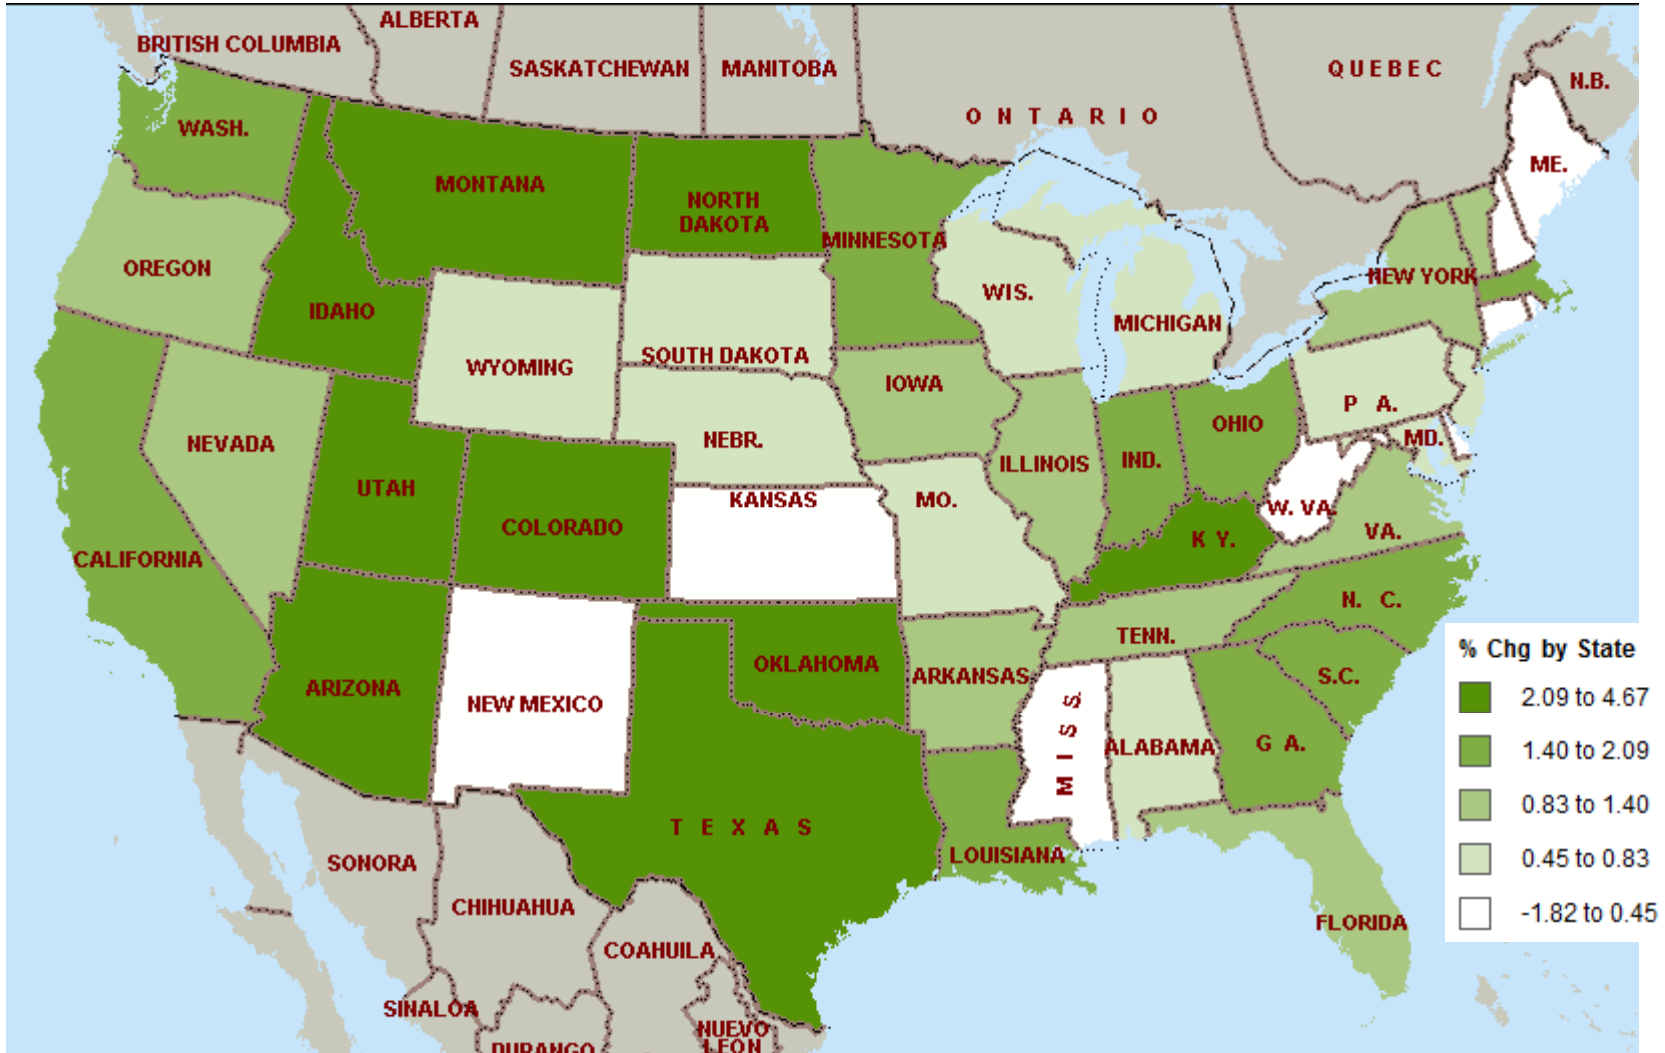 ALBERTA
BRITISH COLUMBIA
SASKATCHEWAN
MANITOBA
QUEBEC
N.B.
ONTARIO
WASH.
ME.
MONTANA
NORTH
DAKOTA
MINNESOTA
OREGON
NEW YORK
WIS.
IDAHO
MICHIGAN
SOUTH DAKOTA
WYOMING
IOWA
P A.
OHIO
NEVADA
NEBR.
MD.
ILLINOIS
IND.
UTAH
KANSAS
MO.
W. VA.
COLORADO
VA.
K Y.
CALIFORNIA
N. C.
TENN.
% Chg by State
OKLAHOMA
ARKANSAS
S.C.
ARIZONA
2.09 to 4.67
NEW MEXICO
MISS.
ALABAMA
G A.
1.40 to 2.09
0.83 to 1.40
TEXAS
LOUISIANA
0.45 to 0.83
SONORA
CHIHUAHUA
-1.82 to 0.45
FLORIDA
COAHUILA
SINALOA
NUEVO
LEON
DURANGO